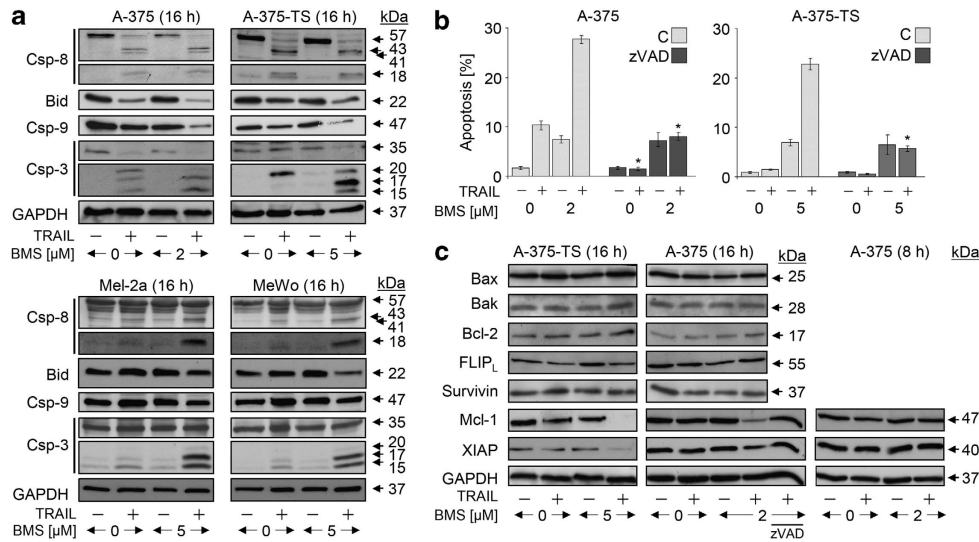 a
A-375 (16 h) A-375-TS (16 h) kDa
Csp-8
57
43
41
18
Bid 22
Csp-9 47
Csp-3
35
20
17
15
GAPDH 37
TRAIL – + – + – + – +
BMS [µM] 0 2 0 5
Mel-2a (16 h) MeWo (16 h) kDa
Csp-8
57
43
41
18
Bid 22
Csp-9 47
Csp-3
35
20
17
15
GAPDH 37
TRAIL – + – + – + – +
BMS [µM] 0 5 0 5
b
A-375 A-375-TS
C
zVAD
C
zVAD
Apoptosis [%]
30
20
10
0
30
20
10
0
* * *
TRAIL – + – + – + – + – + – + – + – +
BMS [µM] 0 2 0 2 0 5 0 5
c
A-375-TS (16 h) A-375 (16 h) kDa A-375 (8 h) kDa
Bax 25
Bak 28
Bcl-2 17
FLIPL 55
Survivin 37
Mcl-1 47
XIAP 40
GAPDH 37
TRAIL – + – + – + – + + – + – +
BMS [µM] 0 5 0 2 0 2
zVAD